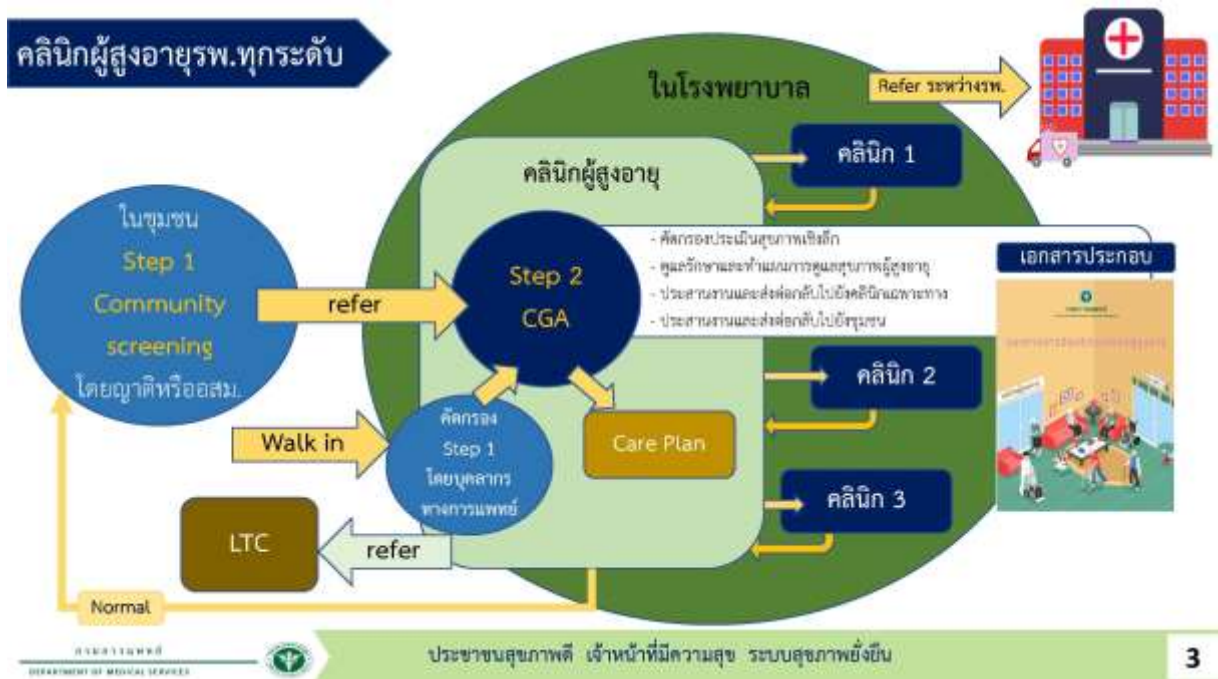 คลินิกผู้สูงอายุรพ.ทุกระดับ
ในโรงพยาบาล
Refer ระหว่างรพ.
คลินิก 1
คลินิกผู้สูงอายุ
ในชุมชน
Step 1
Community
screening
โดยญาติหรืออสม.
refer
Step 2
CGA
- คัดกรองประเมินสุขภาพเชิงลึก
- ดูแลรักษาและทำแผนการดูแลสุขภาพผู้สูงอายุ
- ประสานงานและส่งต่อกลับไปยังคลินิกเฉพาะทาง
- ประสานงานและส่งต่อกลับไปยังชุมชน
เอกสารประกอบ
คลินิก 2
Walk in
คัดกรอง
Step 1
โดยบุคลากร
ทางการแพทย์
Care Plan
คลินิก 3
LTC
refer
Normal
กรมการแพทย์
DEPARTMENT OF MEDICAL SERVICES
ประชาชนสุขภาพดี เจ้าหน้าที่มีความสุข ระบบสุขภาพยั่งยืน
3